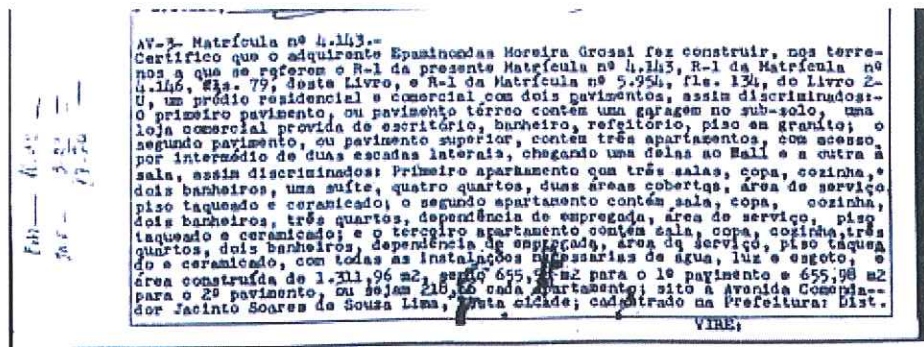 AV-3- Matrícula nº 4.143.-
Certifico que o adquirente Epaminondas Moreira Grossi fez construir, nos terre-
nos a que se referem o R-1 da presente Matrícula nº 4.143, R-1 da Matrícula nº
4.146, fls. 79, deste Livro, e R-1 da Matrícula nº 5.954, fls. 134, do Livro 2-
U, um prédio residencial e comercial com dois pavimentos, assim discriminados:-
O primeiro pavimento, ou pavimento térreo contem uma garagem no sub-solo, uma
loja comercial provida de escritório, banheiro, refeitório, piso em granito; o
segundo pavimento, ou pavimento superior, contem três apartamentos, com acesso
por intermédio de duas escadas laterais, chegando uma delas ao Hall e a outra à
sala, assim discriminados: Primeiro apartamento com três salas, copa, cozinha,
dois banheiros, uma suíte, quatro quartos, duas áreas cobertas, área de serviço
piso taqueado e ceramicado; o segundo apartamento contém sala, copa, cozinha,
dois banheiros, três quartos, dependência de empregada, área de serviço, piso
taqueado e ceramicado; e o terceiro apartamento contém sala, copa, cozinha, três
quartos, dois banheiros, dependência de empregada, área de serviço, piso taquea
do e ceramicado, com todas as instalações necessárias de água, luz e esgoto, e
área construída de 1.311,96 m2, sendo 655,98 m2 para o 1º pavimento e 655,98 m2
para o 2º pavimento, ou sejam 218,66 cada apartamento; sito à Avenida Comenda--
dor Jacinto Soares de Souza Lima, nesta cidade; cadastrado na Prefeitura: Dist.
VIRE: